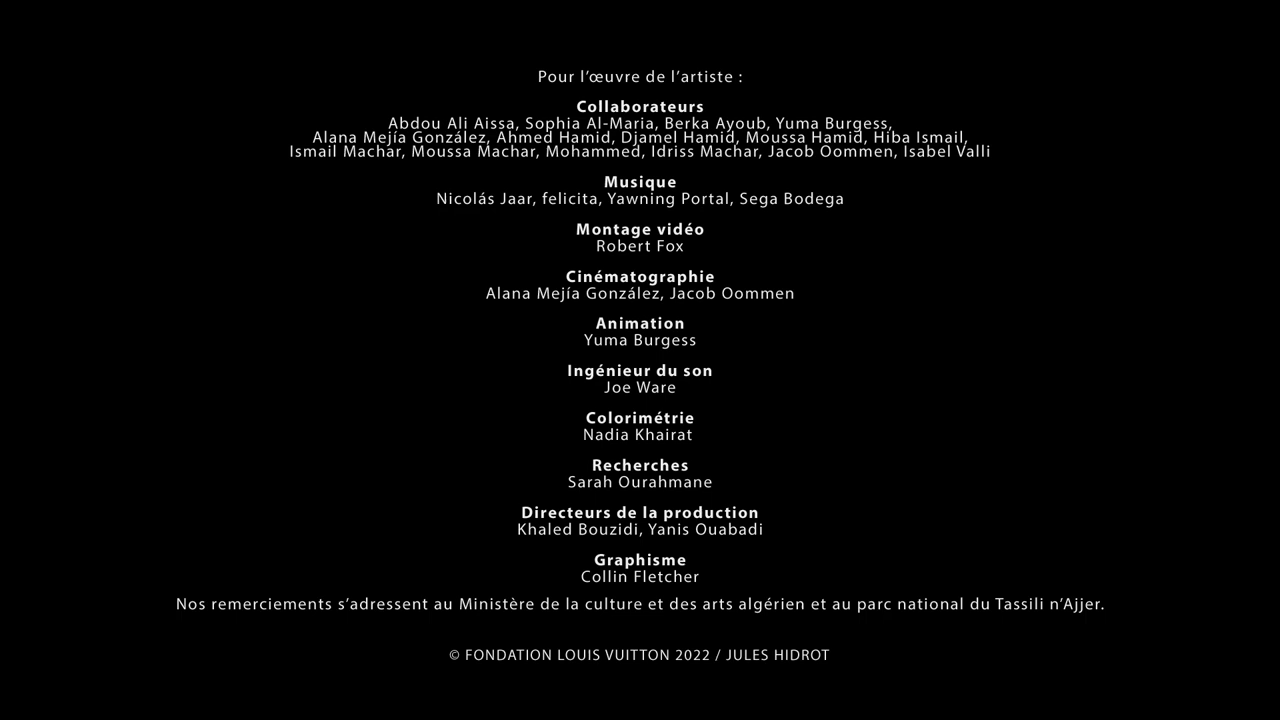 Pour l’œuvre de l’artiste :
Collaborateurs
Abdou Ali Aissa, Sophia Al-Maria, Berka Ayoub, Yuma Burgess,
Alana Mejía González, Ahmed Hamid, Djamel Hamid, Moussa Hamid, Hiba Ismail,
Ismail Machar, Moussa Machar, Mohammed, Idriss Machar, Jacob Oommen, Isabel Valli
Musique
Nicolás Jaar, felicita, Yawning Portal, Sega Bodega
Montage vidéo
Robert Fox
Cinématographie
Alana Mejía González, Jacob Oommen
Animation
Yuma Burgess
Ingénieur du son
Joe Ware
Colorimétrie
Nadia Khairat
Recherches
Sarah Ourahmane
Directeurs de la production
Khaled Bouzidi, Yanis Ouabadi
Graphisme
Collin Fletcher
Nos remerciements s’adressent au Ministère de la culture et des arts algérien et au parc national du Tassili n’Ajjer.
© FONDATION LOUIS VUITTON 2022 / JULES HIDROT